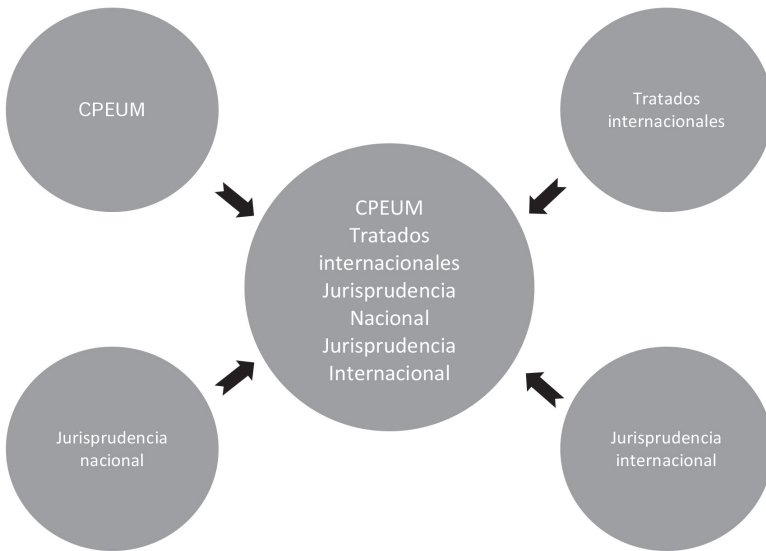 CPEUM
Tratados
internacionales
CPEUM
Tratados
internacionales
Jurisprudencia
Nacional
Jurisprudencia
Internacional
Jurisprudencia
nacional
Jurisprudencia
internacional